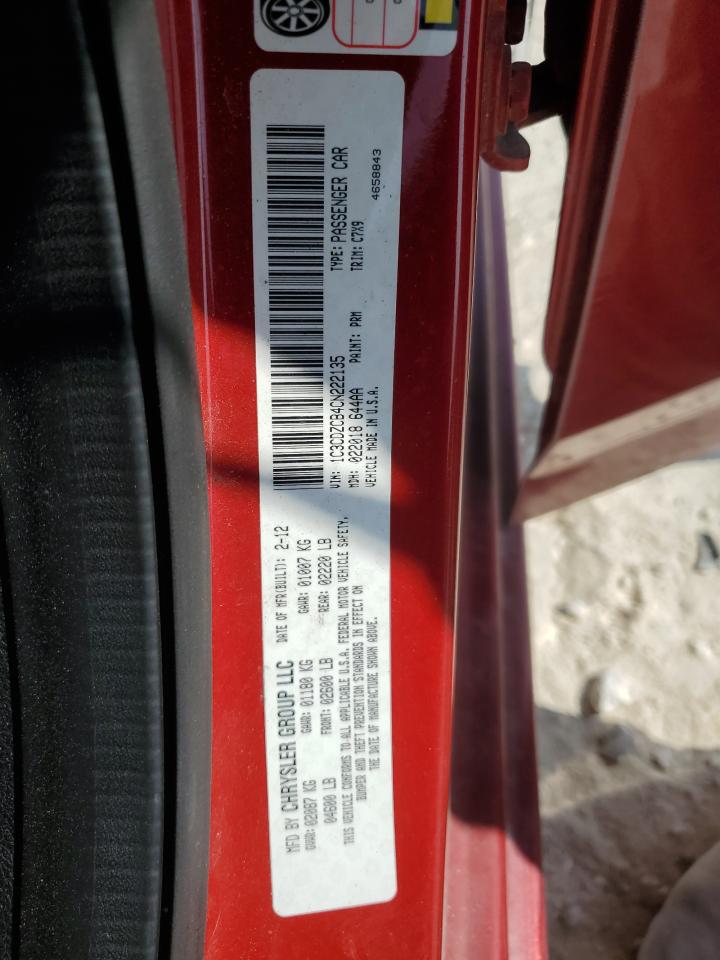 MFD BY CHRYSLER GROUP LLC DATE OF MFR(BUILT): 2-12
GVWR: 02087 KG GAWR: 01180 KG GAWR: 01007 KG
04600 LB FRONT: 02600 LB REAR: 02220 LB
THIS VEHICLE CONFORMS TO ALL APPLICABLE U.S.A. FEDERAL MOTOR VEHICLE SAFETY,
BUMPER AND THEFT PREVENTION STANDARDS IN EFFECT ON
THE DATE OF MANUFACTURE SHOWN ABOVE.
VIN: 1C3CDZCB4CN222135 TYPE: PASSENGER CAR
MDH: 022018 644AA PAINT: PRM TRIM: C7X9
VEHICLE MADE IN U.S.A. 4658843